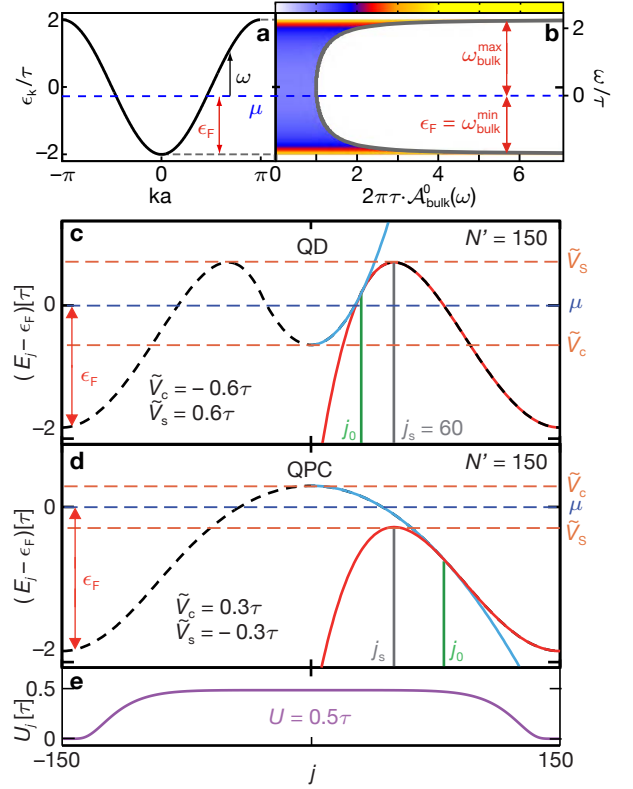 2
a
ϵ_k/τ
0
μ
ω
ϵ_F
−2
−π
0
π
ka
b
2
ω_bulk^max
0
ω/τ
ϵ_F = ω_bulk^min
0
2
4
6
2πτ·𝒜^0_bulk(ω)
c
QD
N' = 150
Ṽ_S
0
μ
(E_j − ϵ_F)[τ]
Ṽ_c
ϵ_F
Ṽ_c = − 0.6τ
Ṽ_s = 0.6τ
j_0
j_s = 60
−2
d
QPC
N' = 150
Ṽ_c
0
μ
Ṽ_S
(E_j − ϵ_F)[τ]
ϵ_F
Ṽ_c = 0.3τ
Ṽ_s = − 0.3τ
j_s
j_0
−2
e
0.5
U_j[τ]
U = 0.5τ
0
−150
j
150